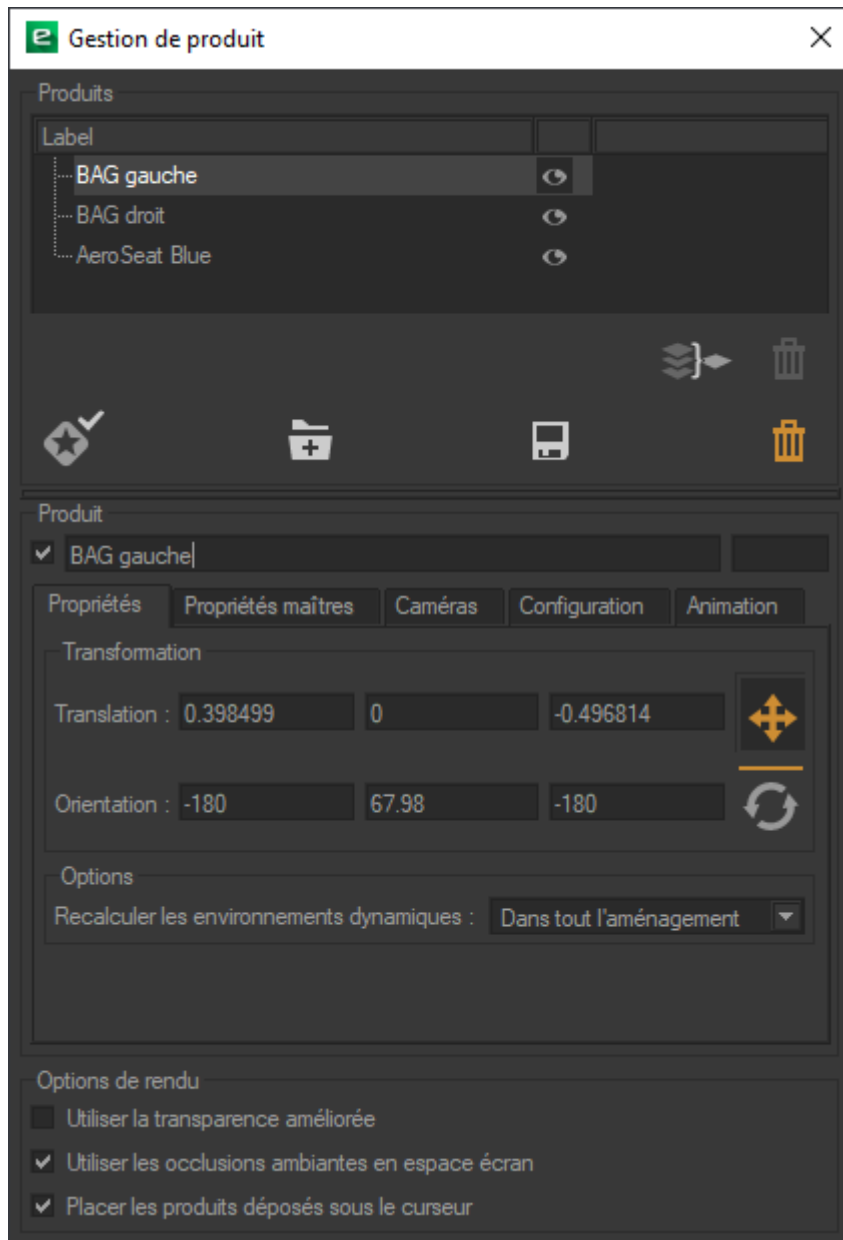 Gestion de produit
Produits
Label
BAG gauche
BAG droit
AeroSeat Blue
Produit
BAG gauche
Propriétés Propriétés maîtres Caméras Configuration Animation
Transformation
Translation : 0.398499 0 -0.496814
Orientation : -180 67.98 -180
Options
Recalculer les environnements dynamiques : Dans tout l'aménagement
Options de rendu
Utiliser la transparence améliorée
Utiliser les occlusions ambiantes en espace écran
Placer les produits déposés sous le curseur